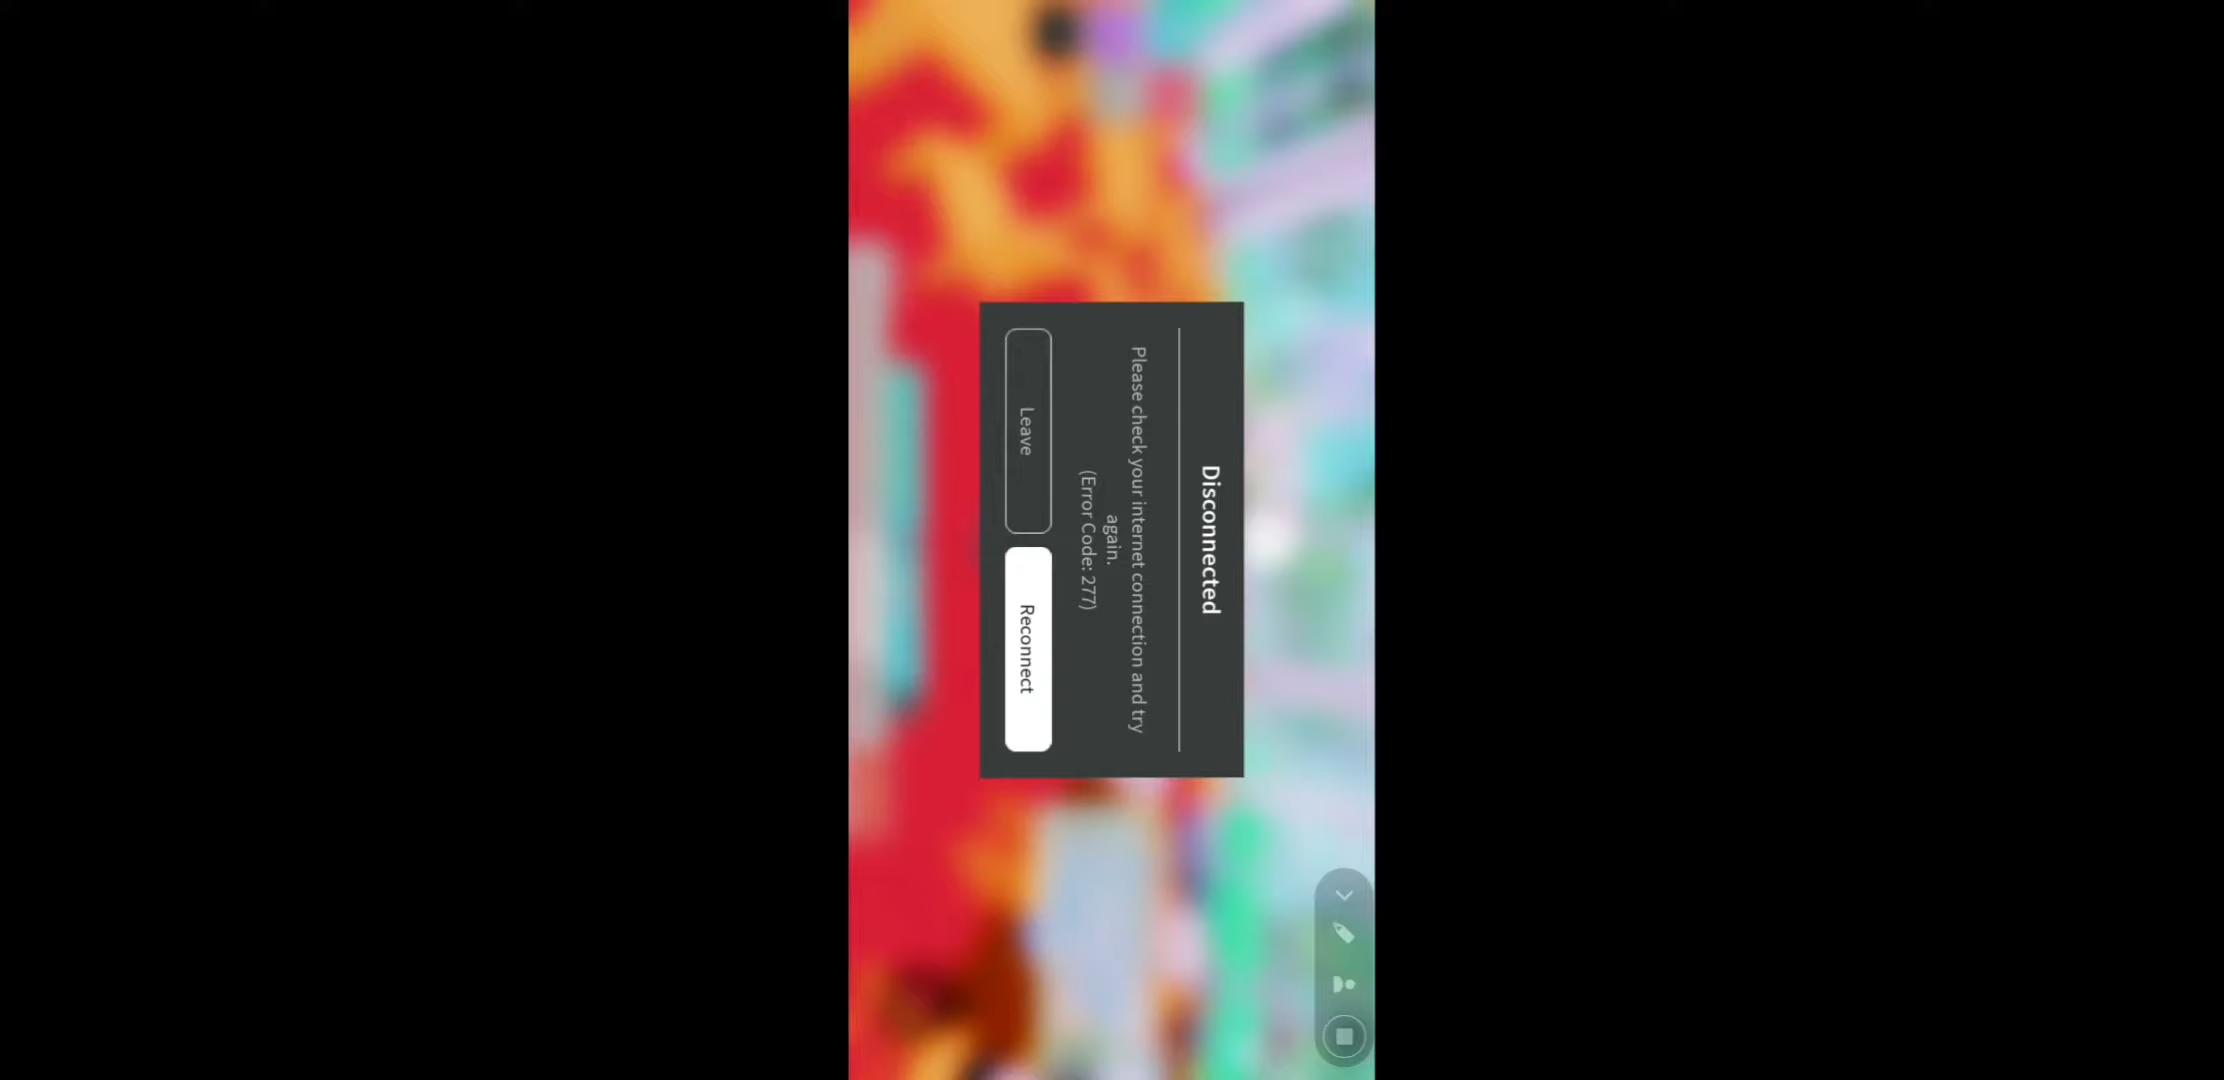 Disconnected
Please check your internet connection and try
again.
(Error Code: 277)
Leave
Reconnect